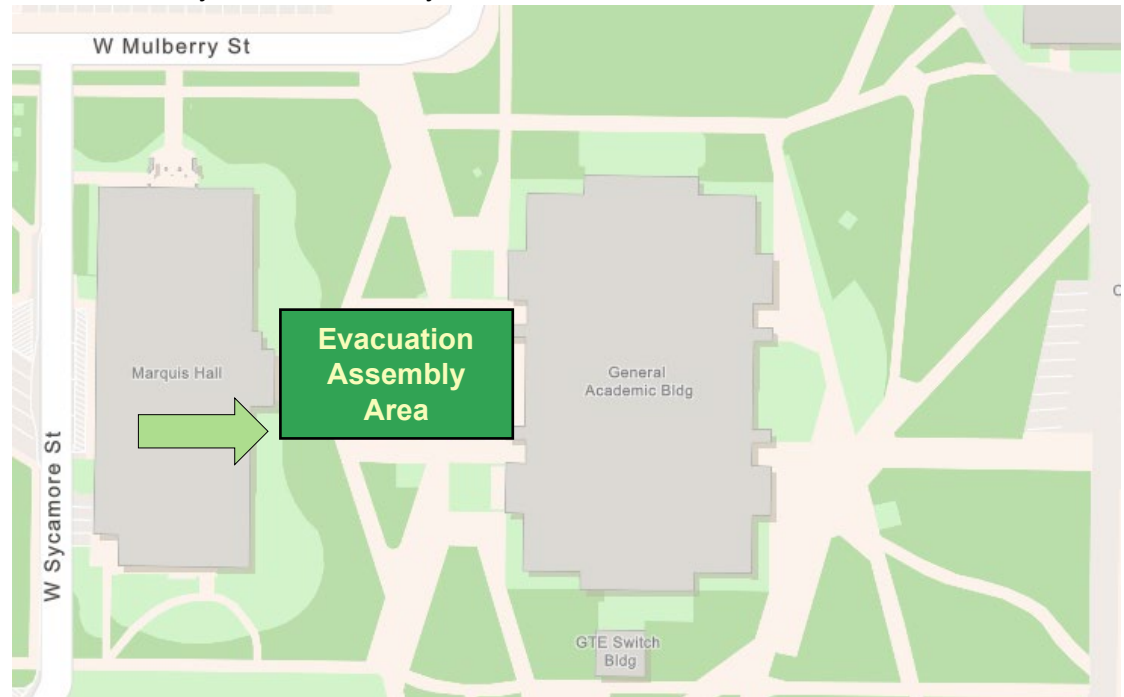 W Mulberry St
Evacuation
Assembly
Area
Marquis Hall
General
Academic Bldg
W Sycamore St
GTE Switch
Bldg